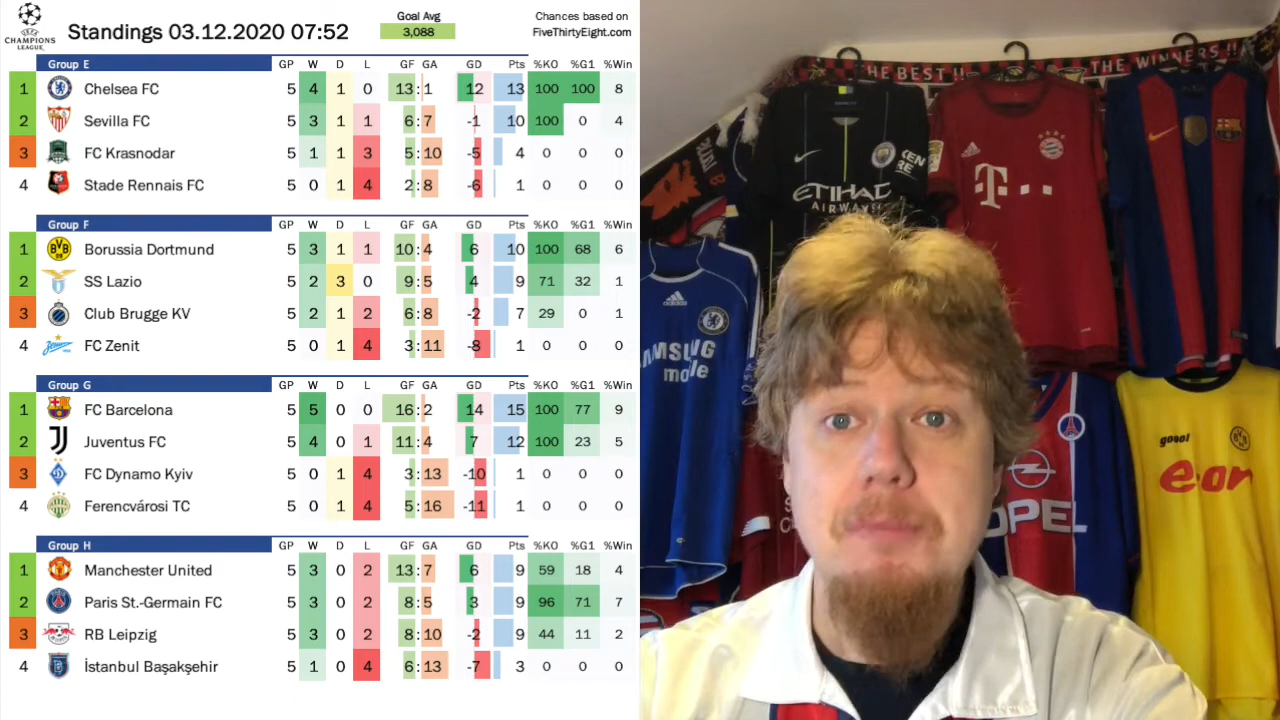 UEFA
CHAMPIONS
LEAGUE
Standings 03.12.2020 07:52
Goal Avg
3,088
Chances based on
FiveThirtyEight.com
Group E GP W D L GF GA GD Pts %KO %G1 %Win
1 Chelsea FC 5 4 1 0 13:1 12 13 100 100 8
2 Sevilla FC 5 3 1 1 6:7 -1 10 100 0 4
3 FC Krasnodar 5 1 1 3 5:10 -5 4 0 0 0
4 Stade Rennais FC 5 0 1 4 2:8 -6 1 0 0 0
Group F GP W D L GF GA GD Pts %KO %G1 %Win
1 Borussia Dortmund 5 3 1 1 10:4 6 10 100 68 6
2 SS Lazio 5 2 3 0 9:5 4 9 71 32 1
3 Club Brugge KV 5 2 1 2 6:8 -2 7 29 0 1
4 FC Zenit 5 0 1 4 3:11 -8 1 0 0 0
Group G GP W D L GF GA GD Pts %KO %G1 %Win
1 FC Barcelona 5 5 0 0 16:2 14 15 100 77 9
2 Juventus FC 5 4 0 1 11:4 7 12 100 23 5
3 FC Dynamo Kyiv 5 0 1 4 3:13 -10 1 0 0 0
4 Ferencvárosi TC 5 0 1 4 5:16 -11 1 0 0 0
Group H GP W D L GF GA GD Pts %KO %G1 %Win
1 Manchester United 5 3 0 2 13:7 6 9 59 18 4
2 Paris St.-Germain FC 5 3 0 2 8:5 3 9 96 71 7
3 RB Leipzig 5 3 0 2 8:10 -2 9 44 11 2
4 İstanbul Başakşehir 5 1 0 4 6:13 -7 3 0 0 0
THE BEST !! THE WINNERS !!
ETIHAD
AIRWAYS
T
adidas
SAMSUNG
mobile
OPEL
goool
e·on